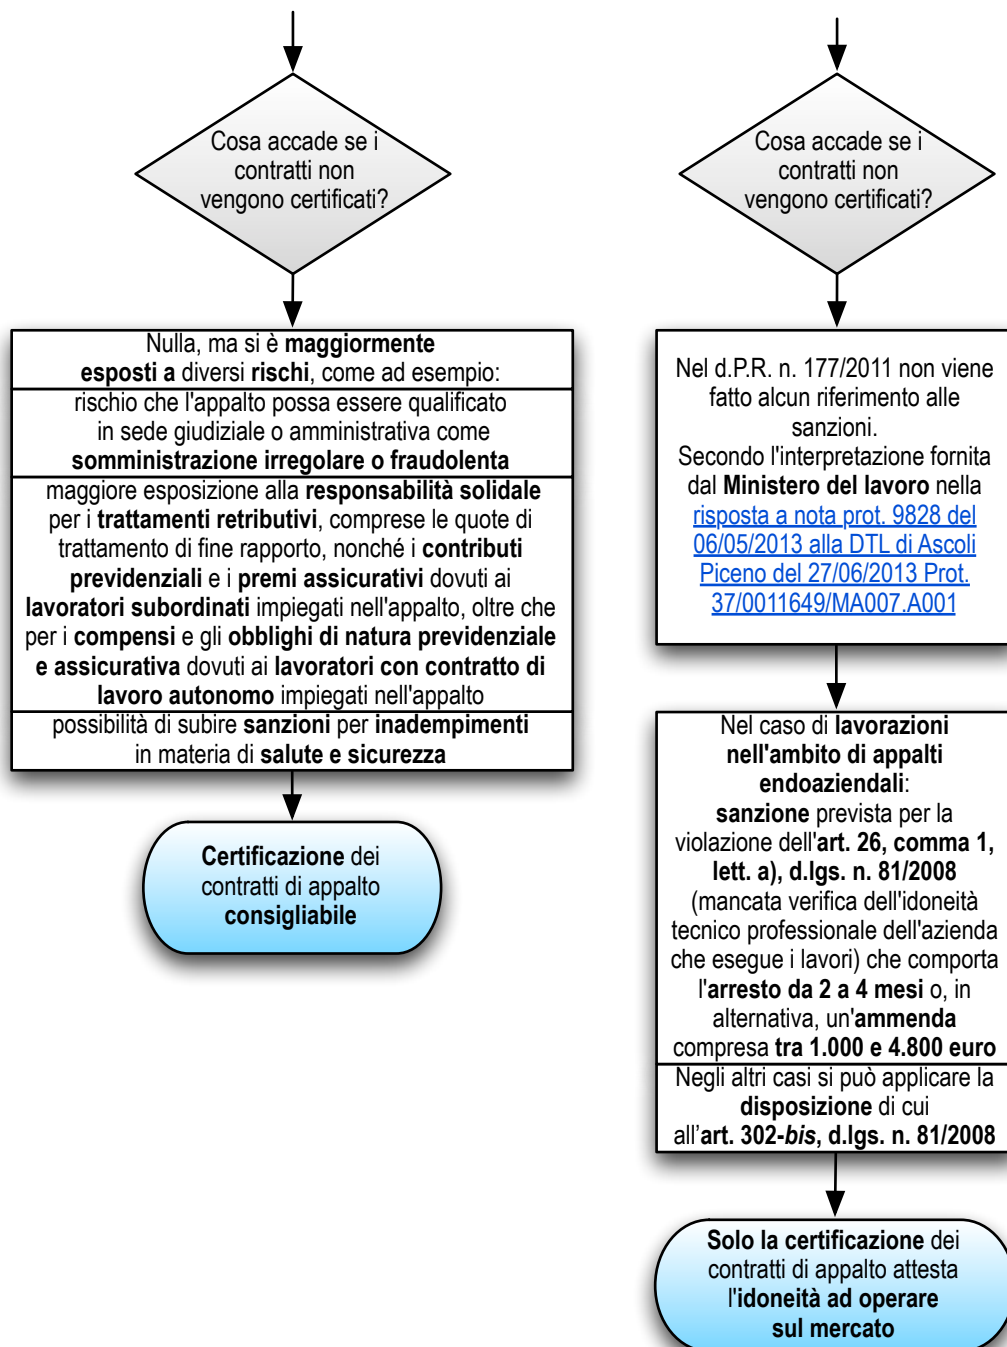 Cosa accade se i
contratti non
vengono certificati?
Nulla, ma si è maggiormente
esposti a diversi rischi, come ad esempio:
rischio che l'appalto possa essere qualificato
in sede giudiziale o amministrativa come
somministrazione irregolare o fraudolenta
maggiore esposizione alla responsabilità solidale
per i trattamenti retributivi, comprese le quote di
trattamento di fine rapporto, nonché i contributi
previdenziali e i premi assicurativi dovuti ai
lavoratori subordinati impiegati nell'appalto, oltre che
per i compensi e gli obblighi di natura previdenziale
e assicurativa dovuti ai lavoratori con contratto di
lavoro autonomo impiegati nell'appalto
possibilità di subire sanzioni per inadempimenti
in materia di salute e sicurezza
Certificazione dei
contratti di appalto
consigliabile
Cosa accade se i
contratti non
vengono certificati?
Nel d.P.R. n. 177/2011 non viene
fatto alcun riferimento alle
sanzioni.
Secondo l'interpretazione fornita
dal Ministero del lavoro nella
risposta a nota prot. 9828 del
06/05/2013 alla DTL di Ascoli
Piceno del 27/06/2013 Prot.
37/0011649/MA007.A001
Nel caso di lavorazioni
nell'ambito di appalti
endoaziendali:
sanzione prevista per la
violazione dell'art. 26, comma 1,
lett. a), d.lgs. n. 81/2008
(mancata verifica dell'idoneità
tecnico professionale dell'azienda
che esegue i lavori) che comporta
l'arresto da 2 a 4 mesi o, in
alternativa, un'ammenda
compresa tra 1.000 e 4.800 euro
Negli altri casi si può applicare la
disposizione di cui
all'art. 302-bis, d.lgs. n. 81/2008
Solo la certificazione dei
contratti di appalto attesta
l'idoneità ad operare
sul mercato